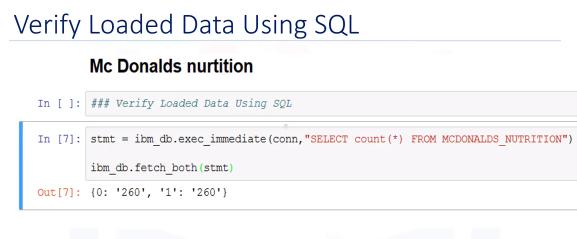 Verify Loaded Data Using SQL
Mc Donalds nurtition
In [ ]: ### Verify Loaded Data Using SQL
In [7]: stmt = ibm_db.exec_immediate(conn,"SELECT count(*) FROM MCDONALDS_NUTRITION")
ibm_db.fetch_both(stmt)
Out[7]: {0: '260', '1': '260'}